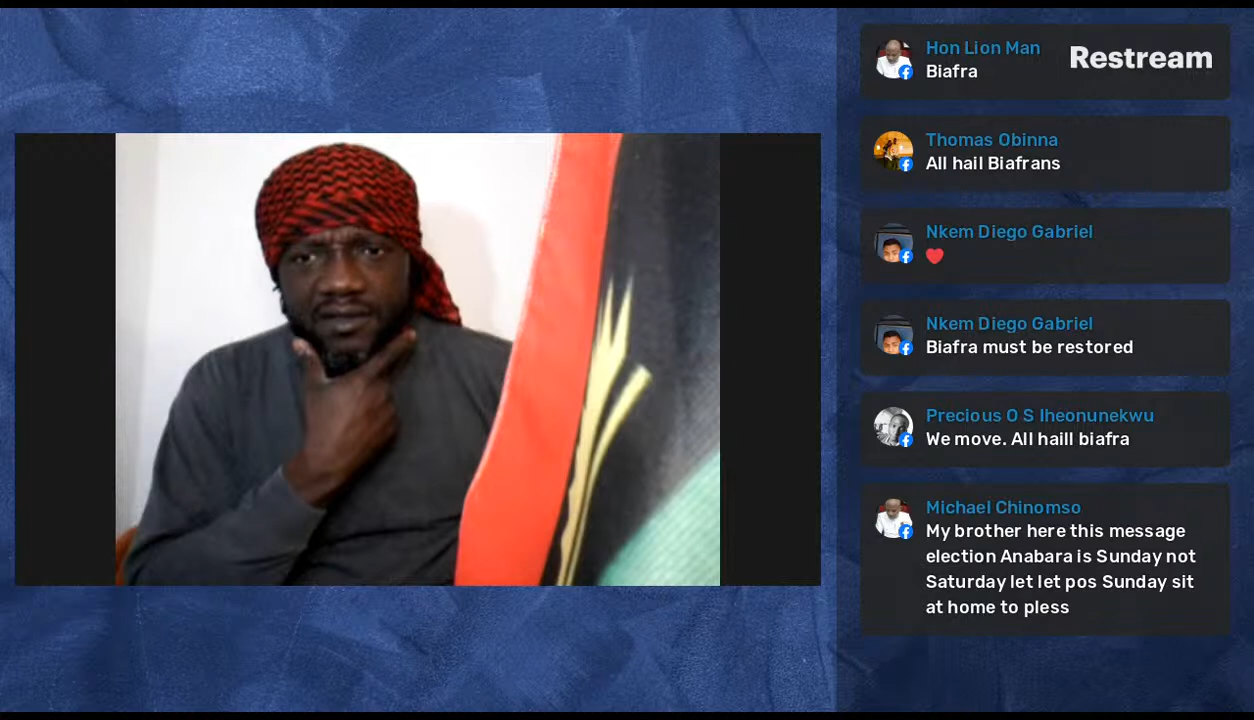 Hon Lion Man
Restream
Biafra
Thomas Obinna
All hail Biafrans
Nkem Diego Gabriel
❤️
Nkem Diego Gabriel
Biafra must be restored
Precious O S Iheonunekwu
We move. All haill biafra
Michael Chinomso
My brother here this message
election Anabara is Sunday not
Saturday let let pos Sunday sit
at home to pless